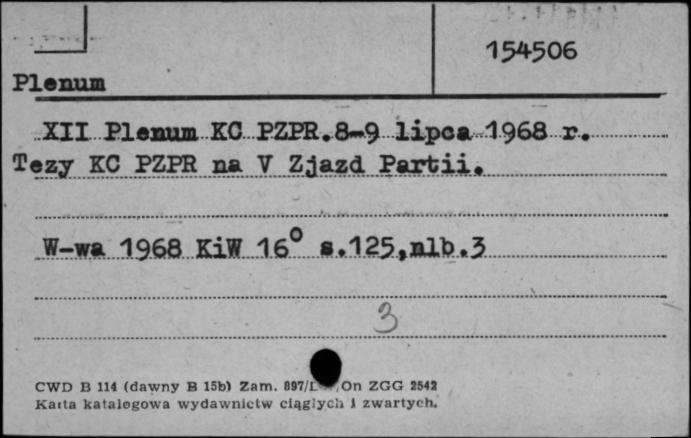 154506
Plenum
XII Plenum KC PZPR.8-9 lipca 1968 r.
Tezy KC PZPR na V Zjazd Partii.
W-wa 1968 KiW 16° s.125,nlb.3
3
CWD B 114 (dawny B 15b) Zam. 897/ On ZGG 2542
Karta katalogowa wydawnictw ciągłych i zwartych.